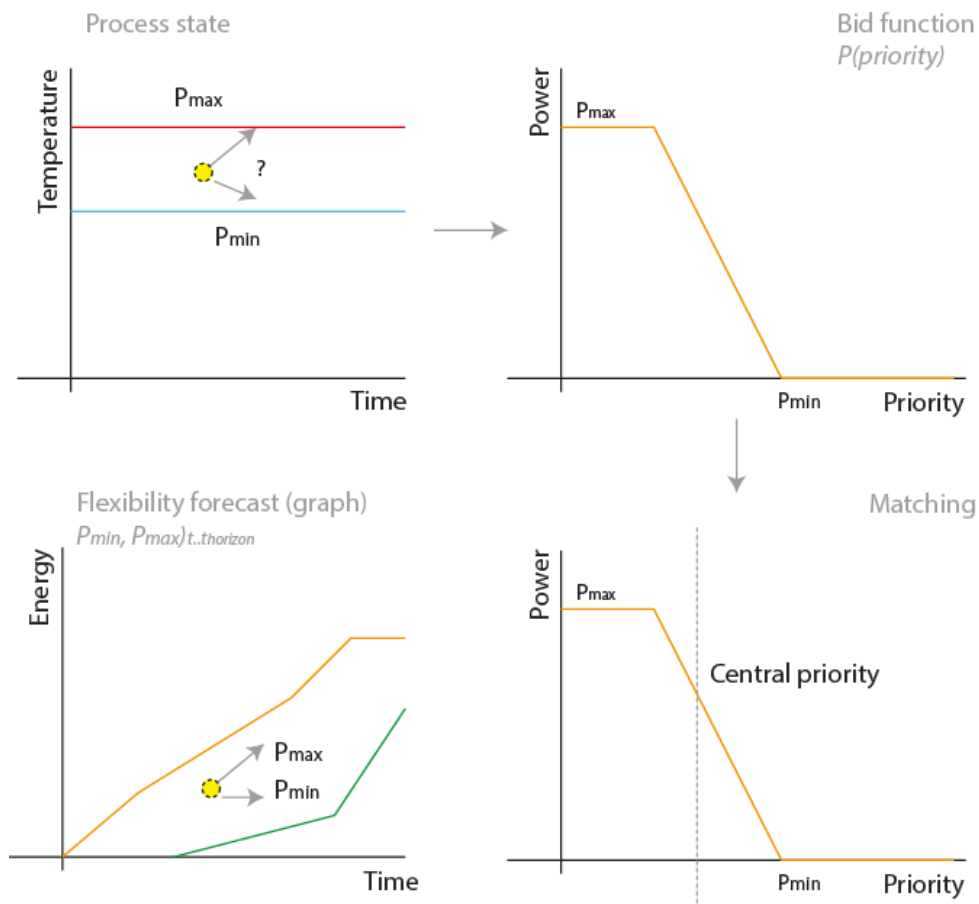 Process state
Temperature
Pmax
?
Pmin
Time
Bid function
P(priority)
Power
Pmax
Pmin
Priority
Flexibility forecast (graph)
Pmin, Pmax)t..thorizon
Energy
Pmax
Pmin
Time
Matching
Power
Pmax
Central priority
Pmin
Priority